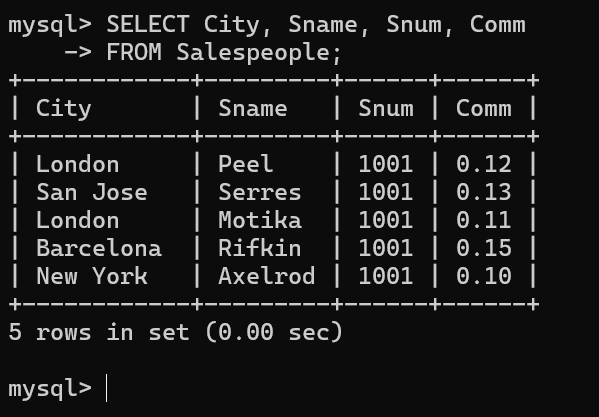 mysql> SELECT City, Sname, Snum, Comm
    -> FROM Salespeople;
+-----------+---------+------+------+
| City      | Sname   | Snum | Comm |
+-----------+---------+------+------+
| London    | Peel    | 1001 | 0.12 |
| San Jose  | Serres  | 1001 | 0.13 |
| London    | Motika  | 1001 | 0.11 |
| Barcelona | Rifkin  | 1001 | 0.15 |
| New York  | Axelrod | 1001 | 0.10 |
+-----------+---------+------+------+
5 rows in set (0.00 sec)
mysql>